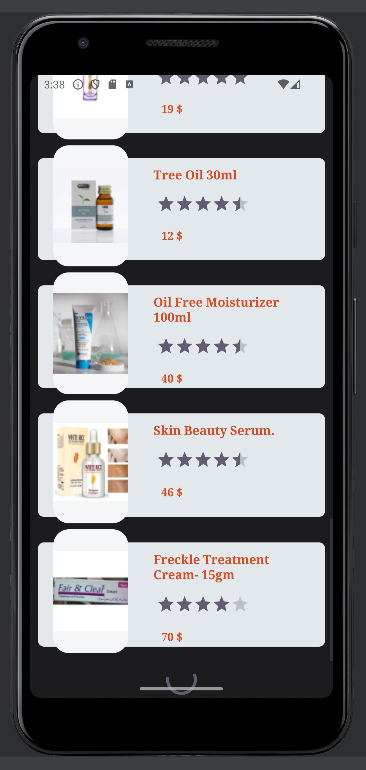 3:38
19 $
Tree Oil 30ml
12 $
Oil Free Moisturizer
100ml
40 $
Skin Beauty Serum.
46 $
Freckle Treatment
Cream- 15gm
Fair & Clear
70 $